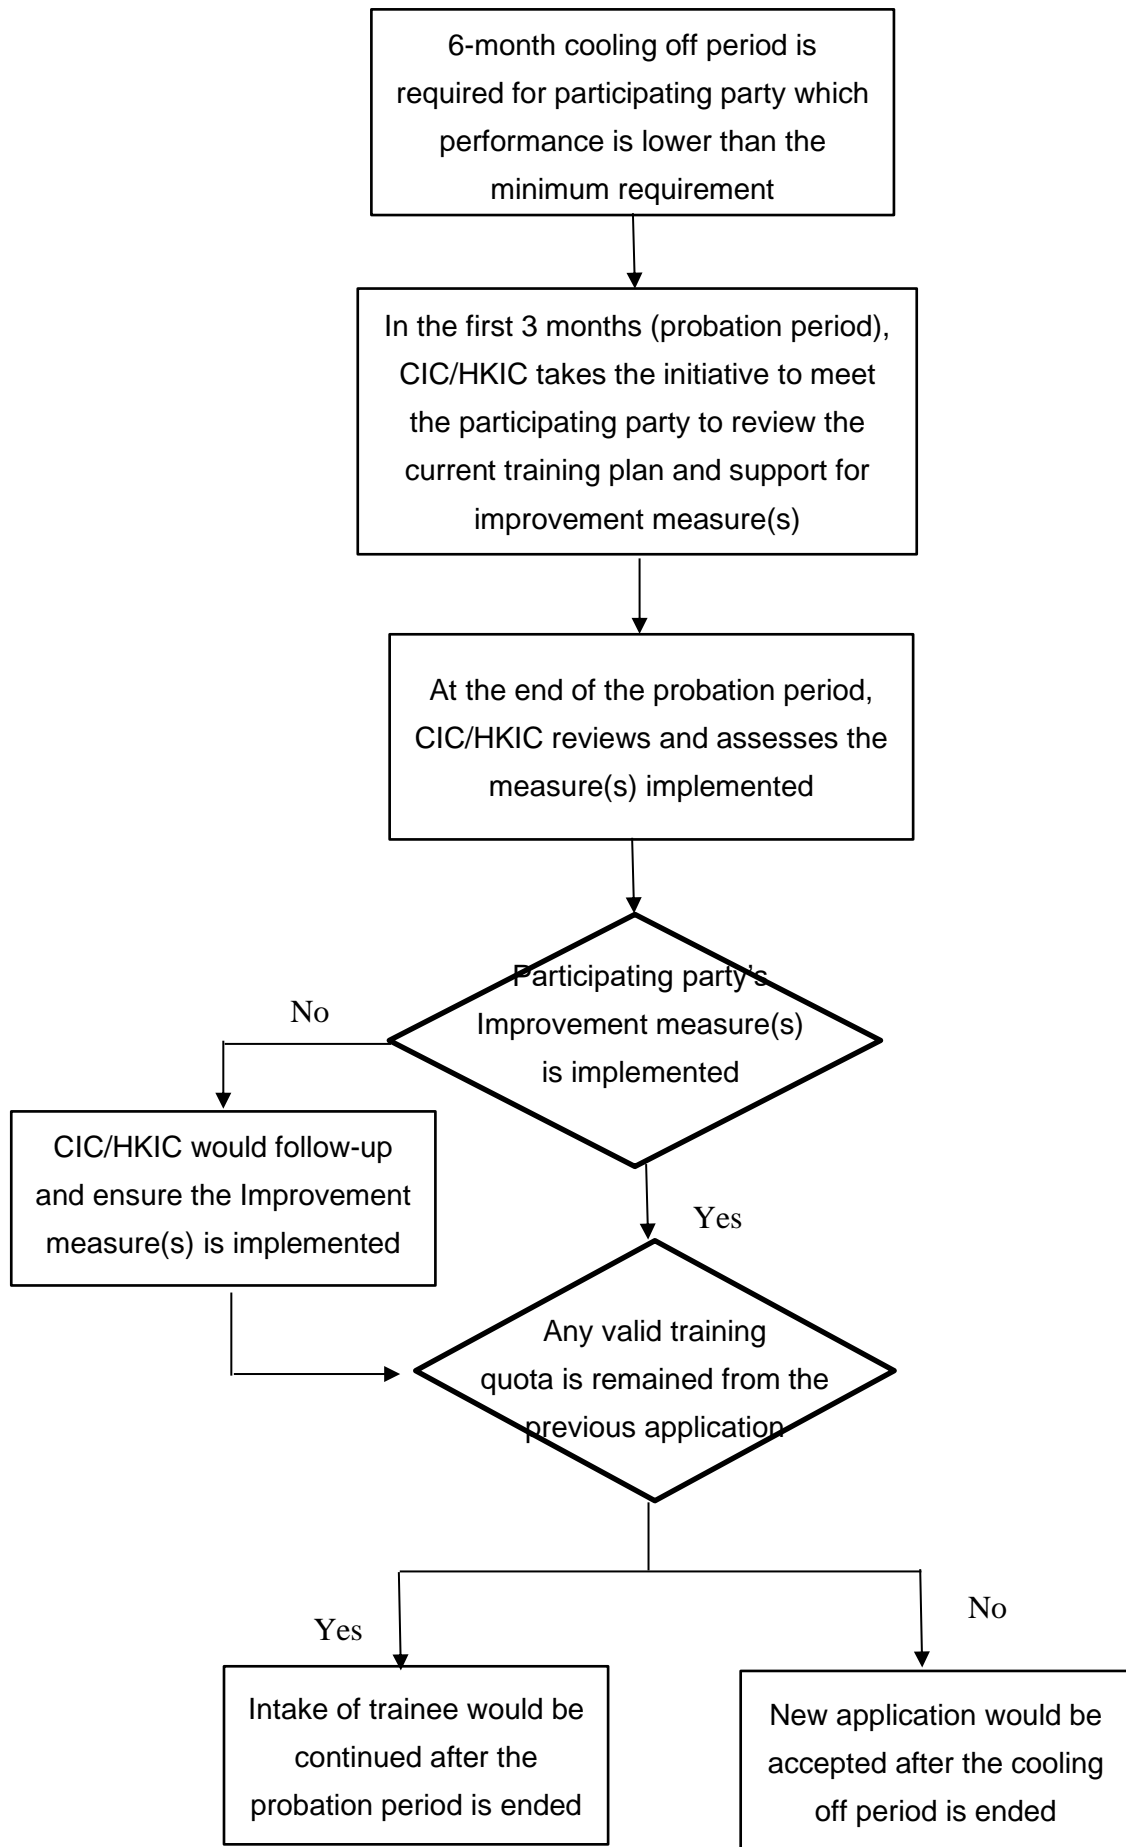 6-month cooling off period is
required for participating party which
performance is lower than the
minimum requirement
In the first 3 months (probation period),
CIC/HKIC takes the initiative to meet
the participating party to review the
current training plan and support for
improvement measure(s)
At the end of the probation period,
CIC/HKIC reviews and assesses the
measure(s) implemented
Participating party's
Improvement measure(s)
is implemented
No
CIC/HKIC would follow-up
and ensure the Improvement
measure(s) is implemented
Yes
Any valid training
quota is remained from the
previous application
Yes
No
Intake of trainee would be
continued after the
probation period is ended
New application would be
accepted after the cooling
off period is ended